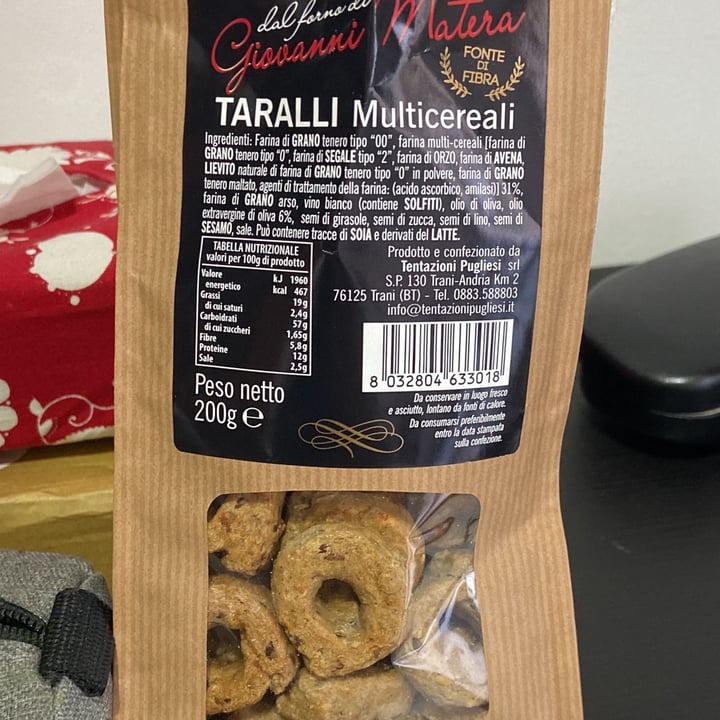 dal forno di
Giovanni Matera
FONTE
DI
FIBRA
TARALLI Multicereali
Ingredienti: Farina di GRANO tenero tipo "00", farina multi-cereali [farina di
GRANO tenero tipo "0", farina di SEGALE tipo "2", farina di ORZO, farina di AVENA,
LIEVITO naturale di farina di GRANO tenero tipo "0" in polvere, farina di GRANO
tenero maltato, agenti di trattamento della farina: (acido ascorbico, amilasi)] 31%,
farina di GRANO arso, vino bianco (contiene SOLFITI), olio di oliva, olio
extravergine di oliva 6%, semi di girasole, semi di zucca, semi di lino, semi di
SESAMO, sale. Può contenere tracce di SOIA e derivati del LATTE.
TABELLA NUTRIZIONALE
valori per 100g di prodotto
Valore kJ 1960
energetico kcal 467
Grassi 19g
di cui saturi 2,4g
Carboidrati 57g
di cui zuccheri 1,65g
Fibre 5,8g
Proteine 12g
Sale 2,5g
Prodotto e confezionato da
Tentazioni Pugliesi srl
S.P. 130 Trani-Andria Km 2
76125 Trani (BT) - Tel. 0883.588803
info@tentazionipugliesi.it
8 032804 633018
Peso netto
200g e
Da conservare in luogo fresco
e asciutto, lontano da fonti di calore.
Da consumarsi preferibilmente
entro la data stampata
sulla confezione.